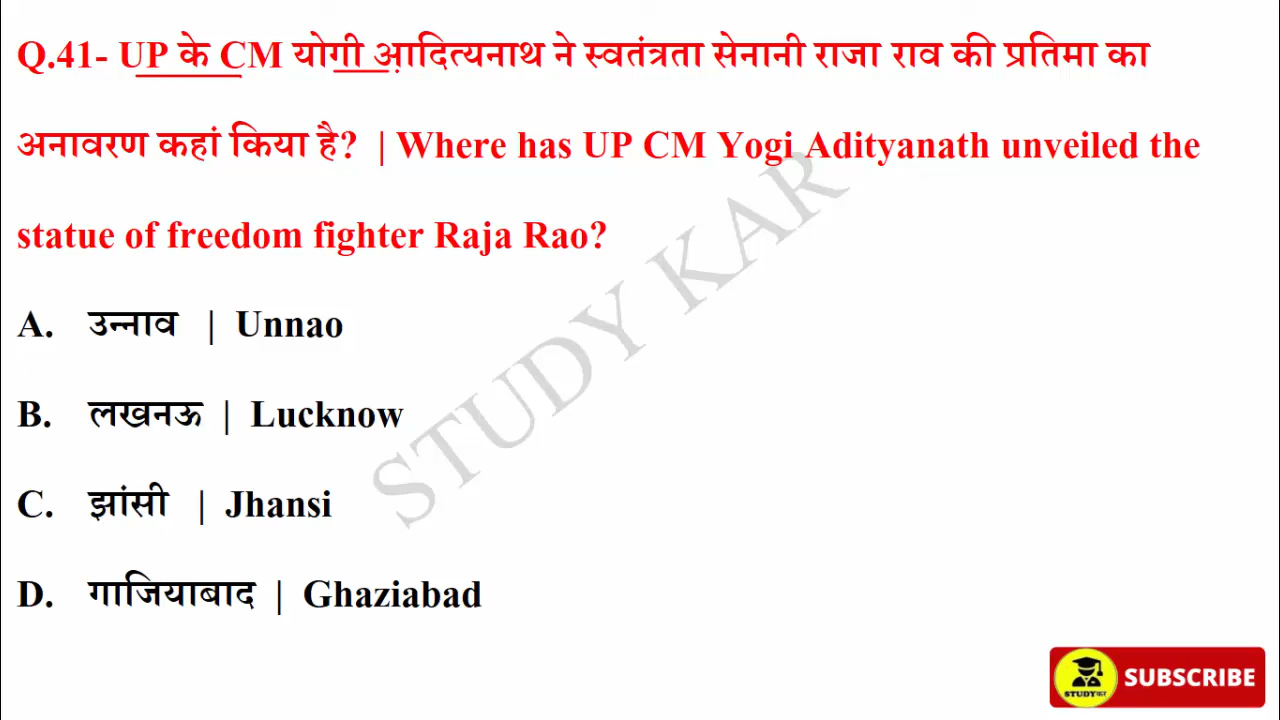 Q.41- UP के CM योगी आदित्यनाथ ने स्वतंत्रता सेनानी राजा राव की प्रतिमा का
अनावरण कहां किया है? | Where has UP CM Yogi Adityanath unveiled the
statue of freedom fighter Raja Rao?
A. उन्नाव | Unnao
B. लखनऊ | Lucknow
C. झांसी | Jhansi
D. गाजियाबाद | Ghaziabad
STUDY KAR
STUDYकर
SUBSCRIBE